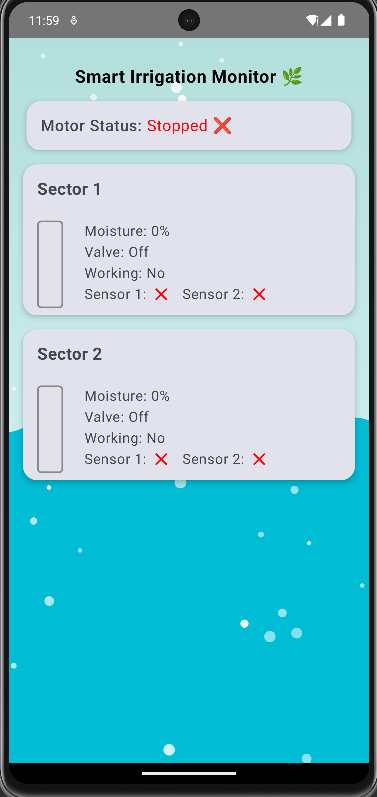 11:59
Smart Irrigation Monitor 🌿
Motor Status: Stopped ❌
Sector 1
Moisture: 0%
Valve: Off
Working: No
Sensor 1: ❌ Sensor 2: ❌
Sector 2
Moisture: 0%
Valve: Off
Working: No
Sensor 1: ❌ Sensor 2: ❌